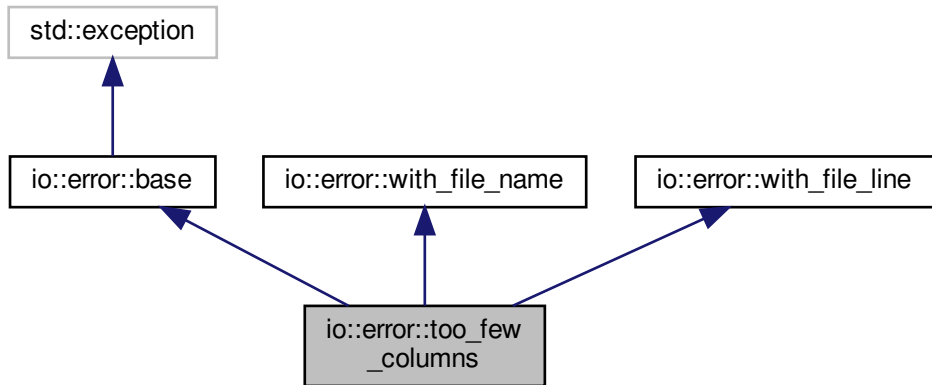 std::exception
io::error::base
io::error::with_file_name
io::error::with_file_line
io::error::too_few
_columns